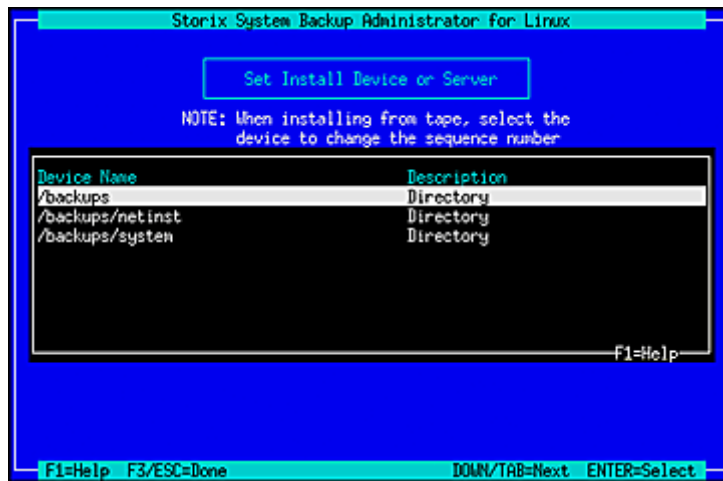 Storix System Backup Administrator for Linux
Set Install Device or Server
NOTE: When installing from tape, select the
device to change the sequence number
Device Name Description
/backups Directory
/backups/netinst Directory
/backups/system Directory
F1=Help
F1=Help F3/ESC=Done DOWN/TAB=Next ENTER=Select